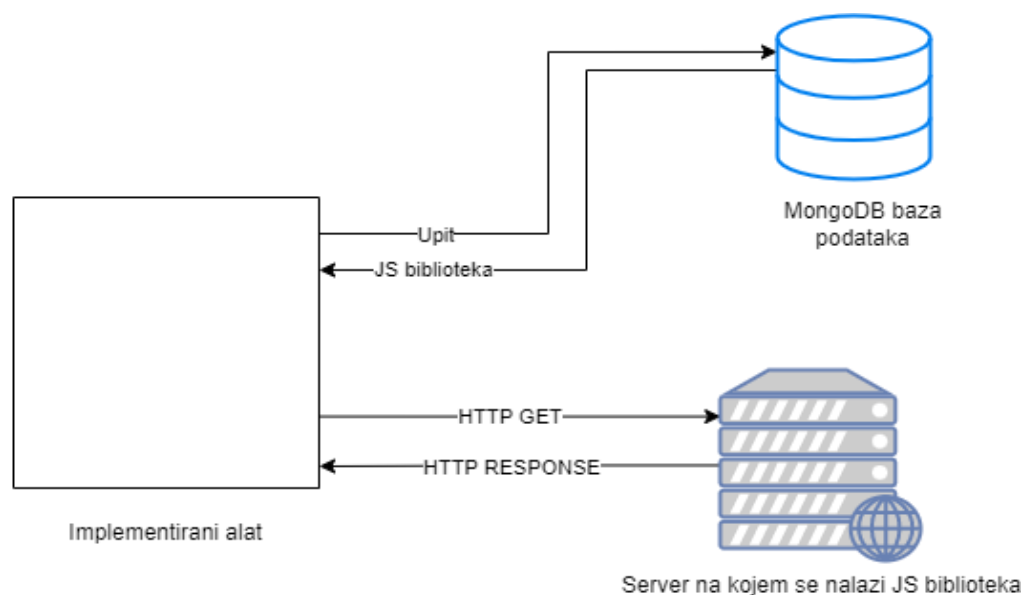 MongoDB baza
podataka
Upit
JS biblioteka
HTTP GET
HTTP RESPONSE
Implementirani alat
Server na kojem se nalazi JS biblioteka